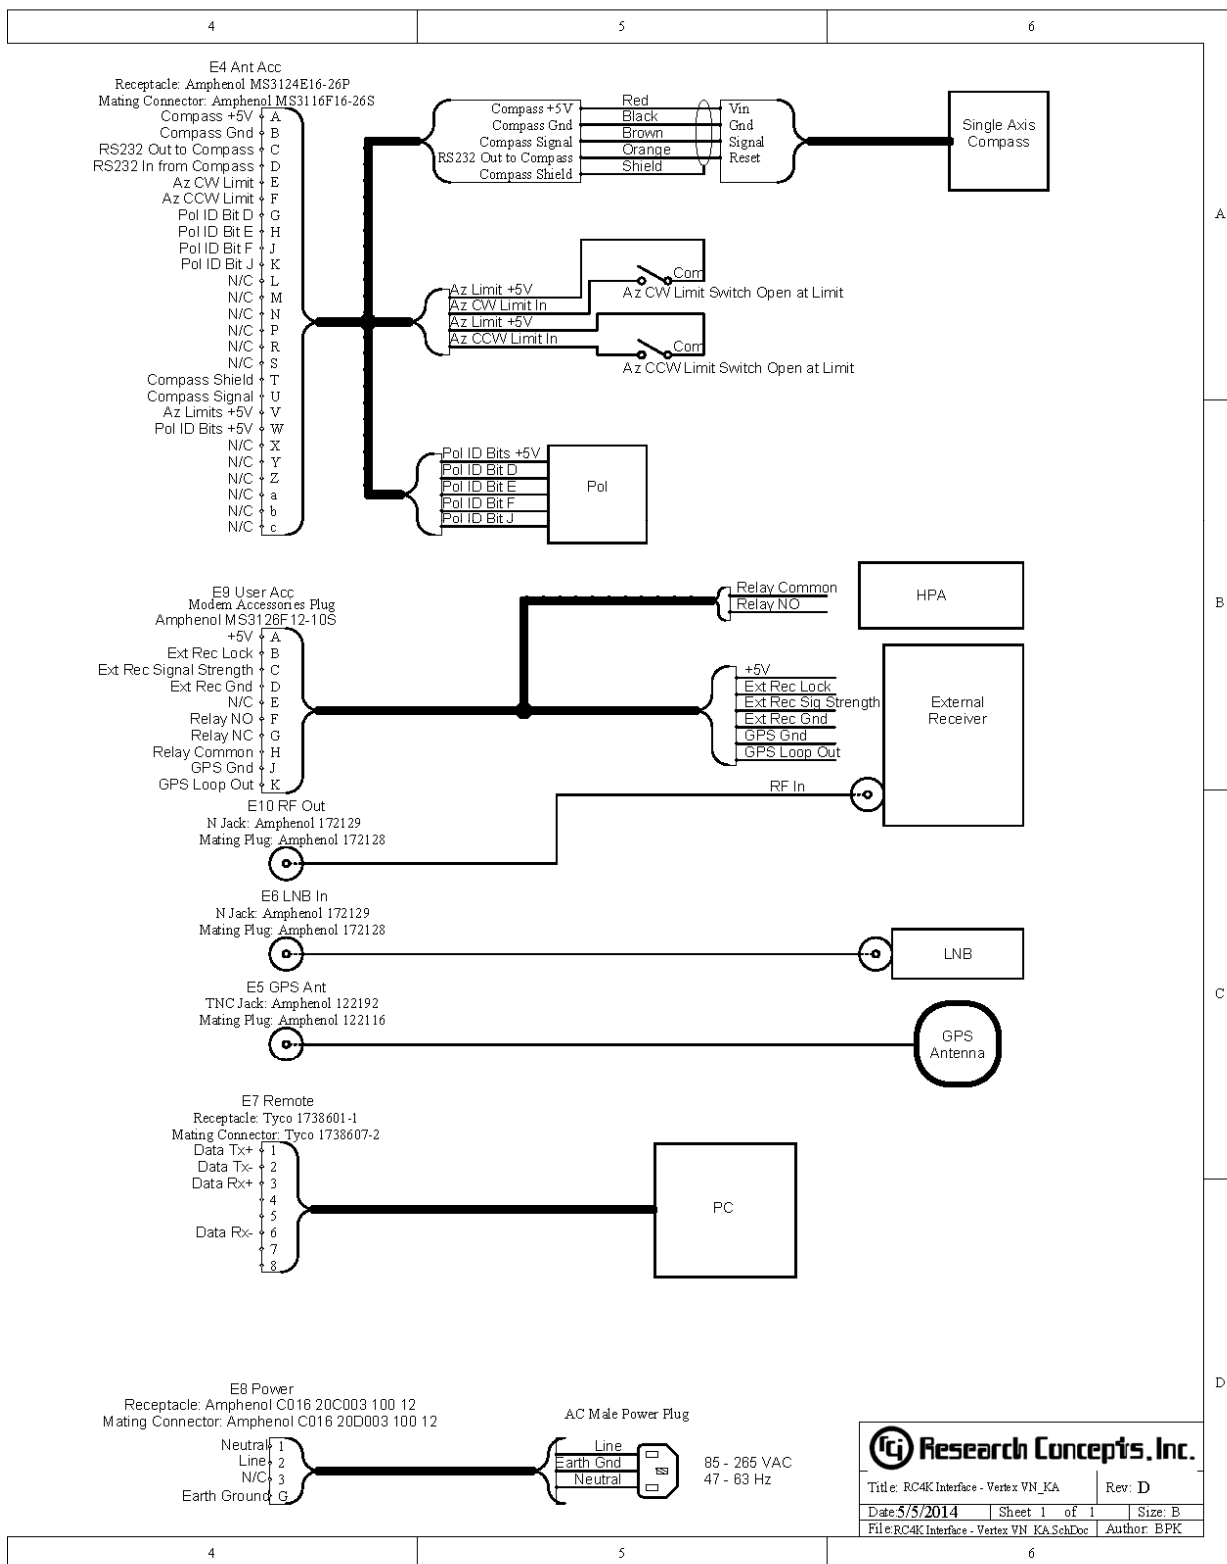 4 5 6
E4 Ant Acc
Receptacle: Amphenol MS3124E16-26P
Mating Connector: Amphenol MS3116F16-26S
Compass +5V A
Compass Gnd B
RS232 Out to Compass C
RS232 In from Compass D
Az CW Limit E
Az CCW Limit F
Pol ID Bit D G
Pol ID Bit E H
Pol ID Bit F J
Pol ID Bit J K
N/C L
N/C M
N/C N
N/C P
N/C R
N/C S
Compass Shield T
Compass Signal U
Az Limits +5V V
Pol ID Bits +5V W
N/C X
N/C Y
N/C Z
N/C a
N/C b
N/C c
Compass +5V Red Vin
Compass Gnd Black Gnd
Compass Signal Brown Signal
RS232 Out to Compass Orange Reset
Compass Shield Shield
Single Axis
Compass
A
Az Limit +5V
Az CW Limit In
Az Limit +5V
Az CCW Limit In
Com
Az CW Limit Switch Open at Limit
Com
Az CCW Limit Switch Open at Limit
Pol ID Bits +5V
Pol ID Bit D
Pol ID Bit E
Pol ID Bit F
Pol ID Bit J
Pol
E9 User Acc
Modem Accessories Plug
Amphenol MS3126F12-10S
+5V A
Ext Rec Lock B
Ext Rec Signal Strength C
Ext Rec Gnd D
N/C E
Relay NO F
Relay NC G
Relay Common H
GPS Gnd J
GPS Loop Out K
Relay Common
Relay NO
HPA
B
+5V
Ext Rec Lock
Ext Rec Sig Strength
Ext Rec Gnd
GPS Gnd
GPS Loop Out
External
Receiver
RF In
E10 RF Out
N Jack: Amphenol 172129
Mating Plug: Amphenol 172128
E6 LNB In
N Jack: Amphenol 172129
Mating Plug: Amphenol 172128
LNB
E5 GPS Ant
TNC Jack: Amphenol 122192
Mating Plug: Amphenol 122116
GPS
Antenna
C
E7 Remote
Receptacle: Tyco 1738601-1
Mating Connector: Tyco 1738607-2
Data Tx+ 1
Data Tx- 2
Data Rx+ 3
4
5
Data Rx- 6
7
8
PC
D
E8 Power
Receptacle: Amphenol C016 20C003 100 12
Mating Connector: Amphenol C016 20D003 100 12
Neutral 1
Line 2
N/C 3
Earth Ground G
AC Male Power Plug
Line
Earth Gnd
Neutral
85 - 265 VAC
47 - 63 Hz
rci Research Concepts, Inc.
Title: RC4K Interface - Vertex VN_KA Rev: D
Date:5/5/2014 Sheet 1 of 1 Size: B
File:RC4K Interface - Vertex VN_KA.SchDoc Author: BPK
4 5 6